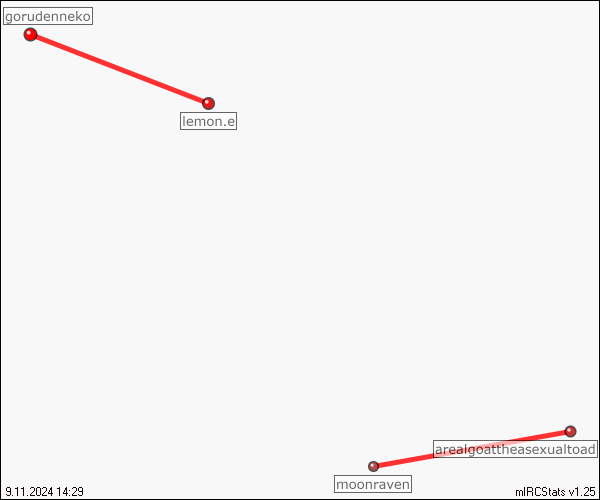 gorudenneko
lemon.e
arealgoattheasexualtoad
moonraven
9.11.2024 14:29
mIRCStats v1.25